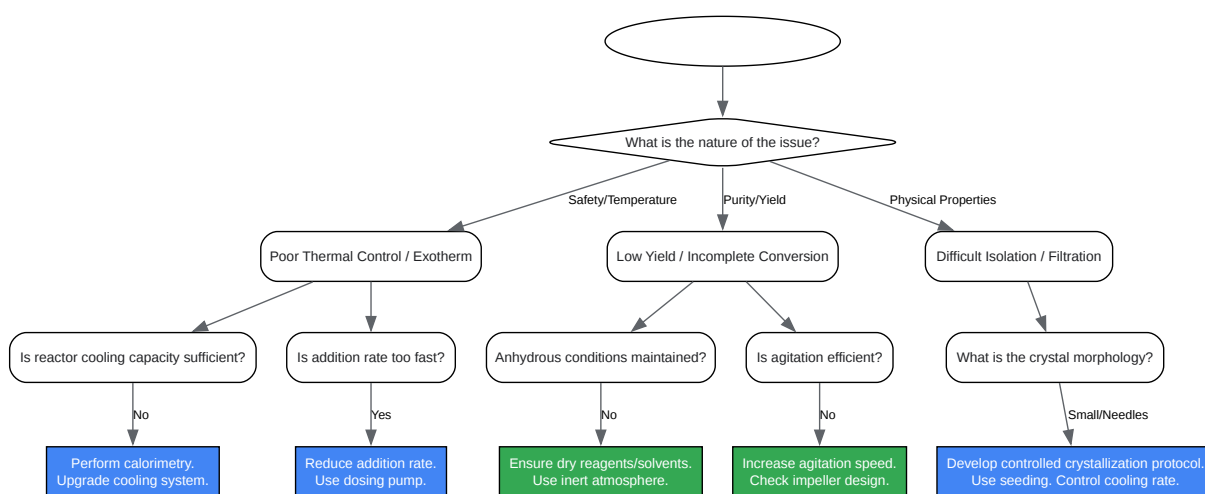 What is the nature of the issue?
Safety/Temperature
Purity/Yield
Physical Properties
Poor Thermal Control / Exotherm
Low Yield / Incomplete Conversion
Difficult Isolation / Filtration
Is reactor cooling capacity sufficient?
Is addition rate too fast?
Anhydrous conditions maintained?
Is agitation efficient?
What is the crystal morphology?
No
Yes
No
No
Small/Needles
Perform calorimetry.
Upgrade cooling system.
Reduce addition rate.
Use dosing pump.
Ensure dry reagents/solvents.
Use inert atmosphere.
Increase agitation speed.
Check impeller design.
Develop controlled crystallization protocol.
Use seeding. Control cooling rate.